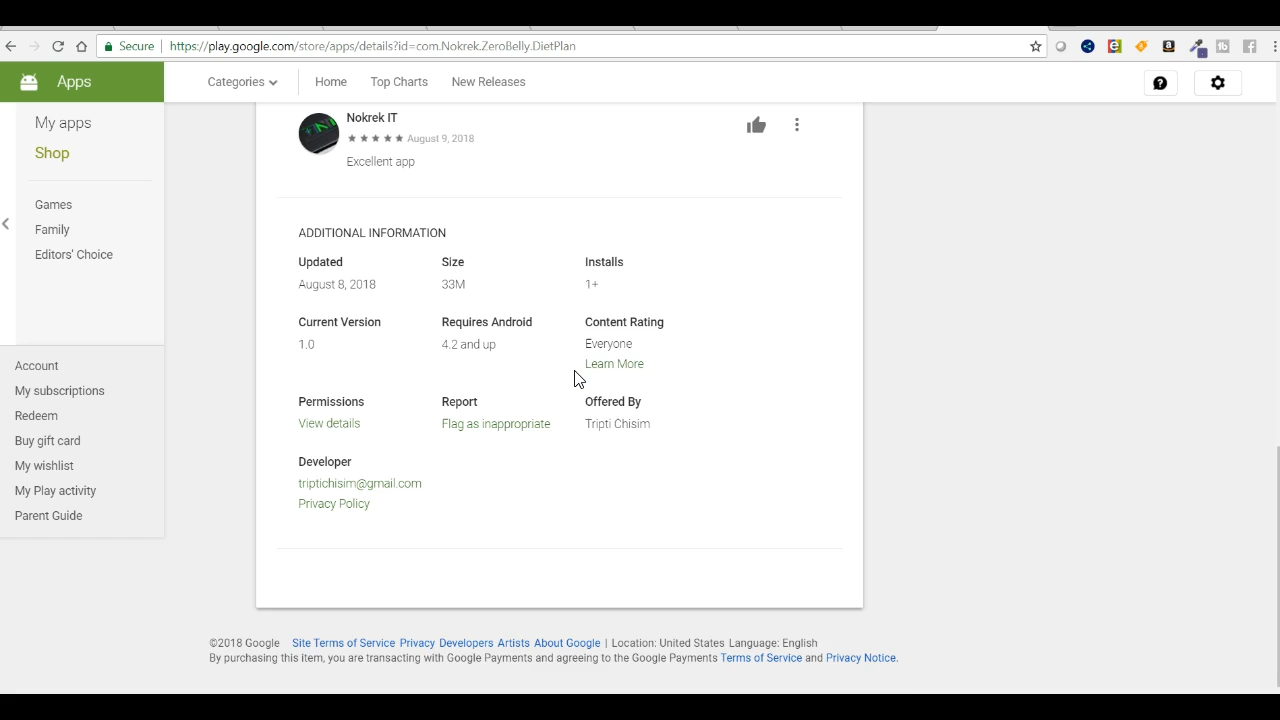 Secure https://play.google.com/store/apps/details?id=com.Nokrek.ZeroBelly.DietPlan
Apps
Categories Home Top Charts New Releases
My apps
Shop
Games
Family
Editors' Choice
Account
My subscriptions
Redeem
Buy gift card
My wishlist
My Play activity
Parent Guide
Nokrek IT
August 9, 2018
Excellent app
ADDITIONAL INFORMATION
Updated Size Installs
August 8, 2018 33M 1+
Current Version Requires Android Content Rating
1.0 4.2 and up Everyone
Learn More
Permissions Report Offered By
View details Flag as inappropriate Tripti Chisim
Developer
triptichisim@gmail.com
Privacy Policy
©2018 Google Site Terms of Service Privacy Developers Artists About Google | Location: United States Language: English
By purchasing this item, you are transacting with Google Payments and agreeing to the Google Payments Terms of Service and Privacy Notice.